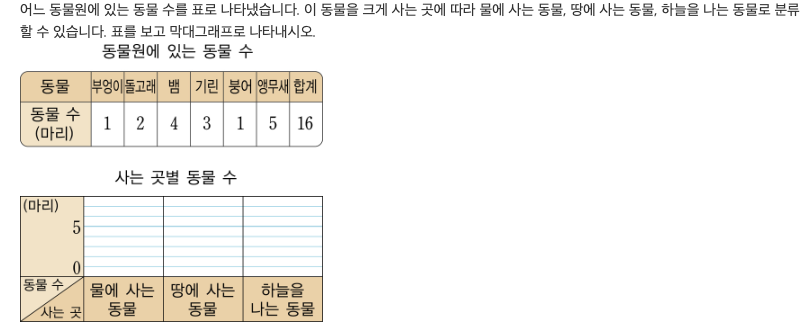 어느 동물원에 있는 동물 수를 표로 나타냈습니다. 이 동물을 크게 사는 곳에 따라 물에 사는 동물, 땅에 사는 동물, 하늘을 나는 동물로 분류
할 수 있습니다. 표를 보고 막대그래프로 나타내시오.
동물원에 있는 동물 수
동물 부엉이 돌고래 뱀 기린 붕어 앵무새 합계
동물 수
(마리) 1 2 4 3 1 5 16
사는 곳별 동물 수
(마리)
5
0
동물 수
사는 곳
물에 사는
동물
땅에 사는
동물
하늘을
나는 동물